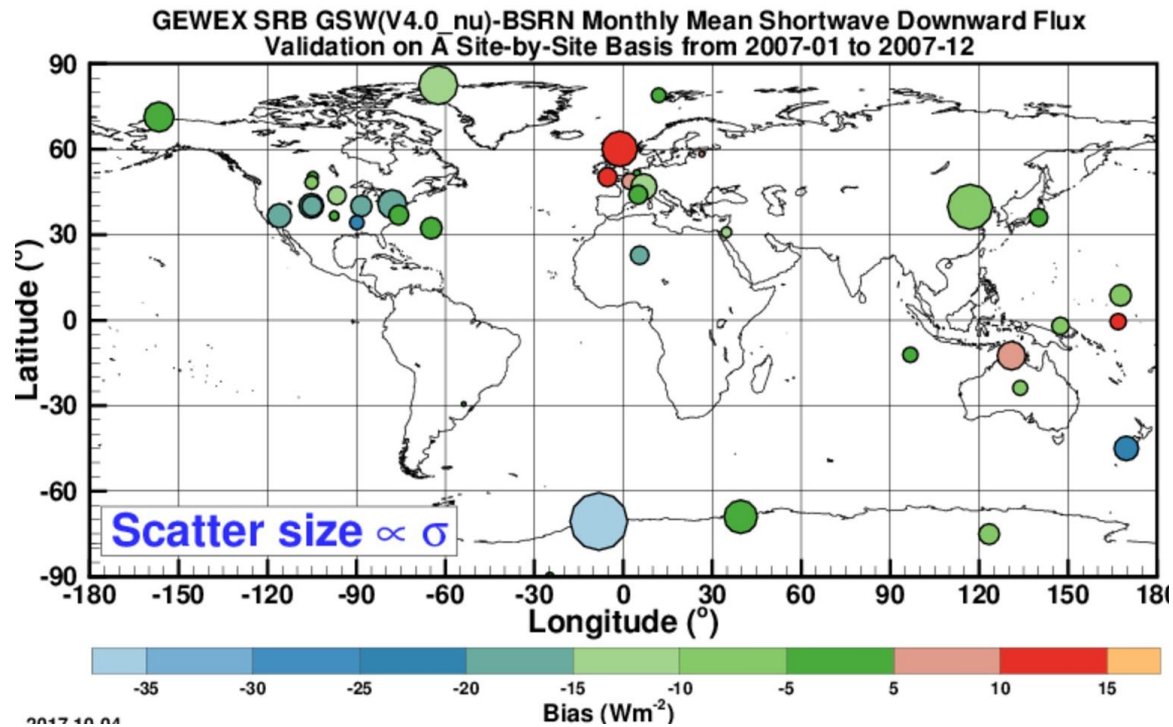 GEWEX SRB GSW(V4.0_nu)-BSRN Monthly Mean Shortwave Downward Flux
Validation on A Site-by-Site Basis from 2007-01 to 2007-12
90
60
30
0
-30
-60
-90
Latitude (°)
Scatter size ∝ σ
-180 -150 -120 -90 -60 -30 0 30 60 90 120 150 180
Longitude (°)
-35 -30 -25 -20 -15 -10 -5 5 10 15
Bias (Wm⁻²)
2017 10 04